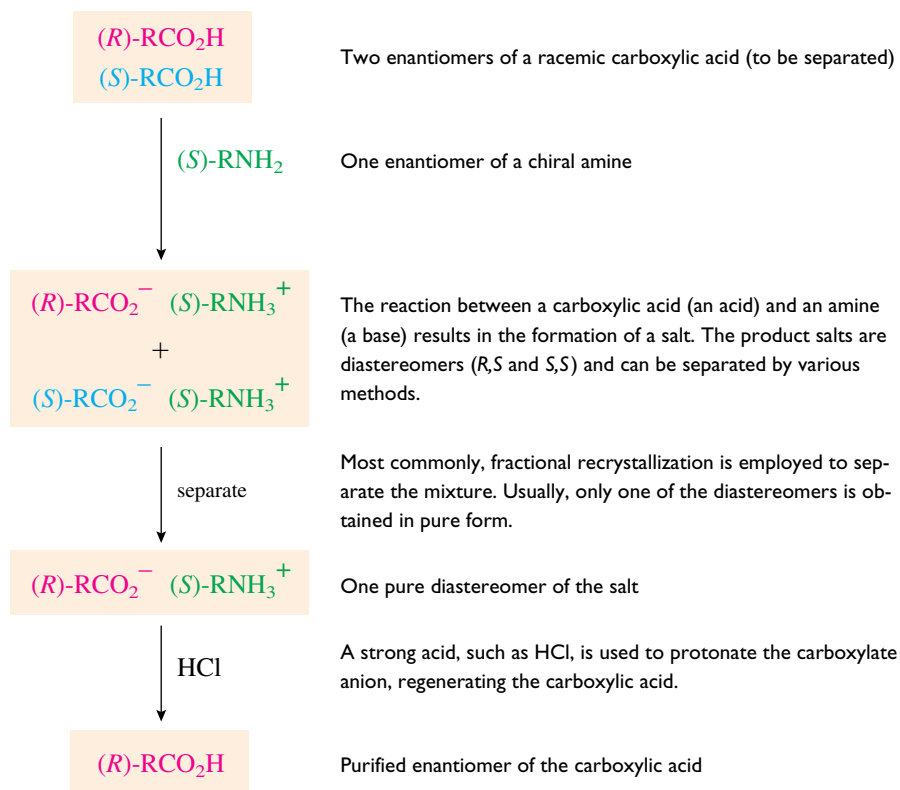 (R)-RCO₂H
(S)-RCO₂H
Two enantiomers of a racemic carboxylic acid (to be separated)
(S)-RNH₂
One enantiomer of a chiral amine
(R)-RCO₂⁻ (S)-RNH₃⁺
+
(S)-RCO₂⁻ (S)-RNH₃⁺
The reaction between a carboxylic acid (an acid) and an amine
(a base) results in the formation of a salt. The product salts are
diastereomers (R,S and S,S) and can be separated by various
methods.
separate
Most commonly, fractional recrystallization is employed to sep-
arate the mixture. Usually, only one of the diastereomers is ob-
tained in pure form.
(R)-RCO₂⁻ (S)-RNH₃⁺
One pure diastereomer of the salt
HCl
A strong acid, such as HCl, is used to protonate the carboxylate
anion, regenerating the carboxylic acid.
(R)-RCO₂H
Purified enantiomer of the carboxylic acid